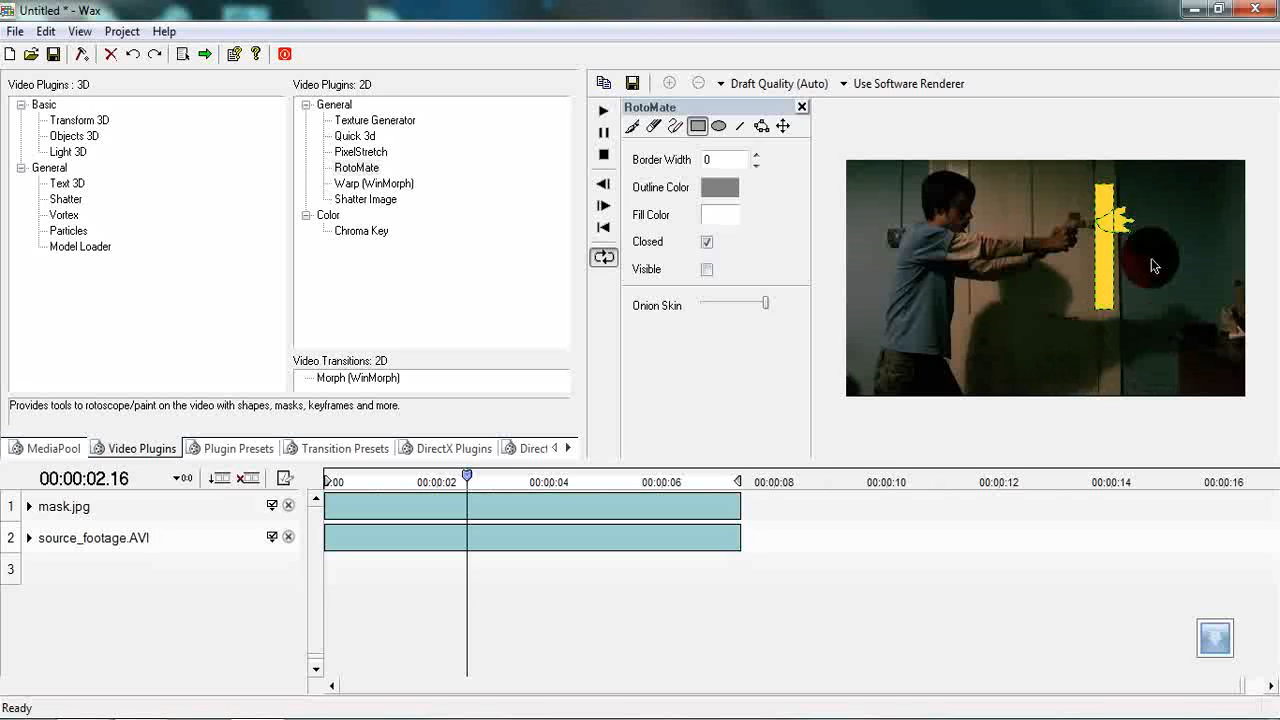 Untitled * - Wax
File Edit View Project Help
Video Plugins : 3D
Basic
Transform 3D
Objects 3D
Light 3D
General
Text 3D
Shatter
Vortex
Particles
Model Loader
Video Plugins: 2D
General
Texture Generator
Quick 3d
PixelStretch
RotoMate
Warp (WinMorph)
Shatter Image
Color
Chroma Key
Video Transitions: 2D
Morph (WinMorph)
Provides tools to rotoscope/paint on the video with shapes, masks, keyframes and more.
MediaPool Video Plugins Plugin Presets Transition Presets DirectX Plugins Direct
Draft Quality (Auto) Use Software Renderer
RotoMate
Border Width 0
Outline Color
Fill Color
Closed
Visible
Onion Skin
00:00:02.16 0:0 :00 00:00:02 00:00:04 00:00:06 00:00:08 00:00:10 00:00:12 00:00:14 00:00:16
1 mask.jpg
2 source_footage.AVI
3
Ready